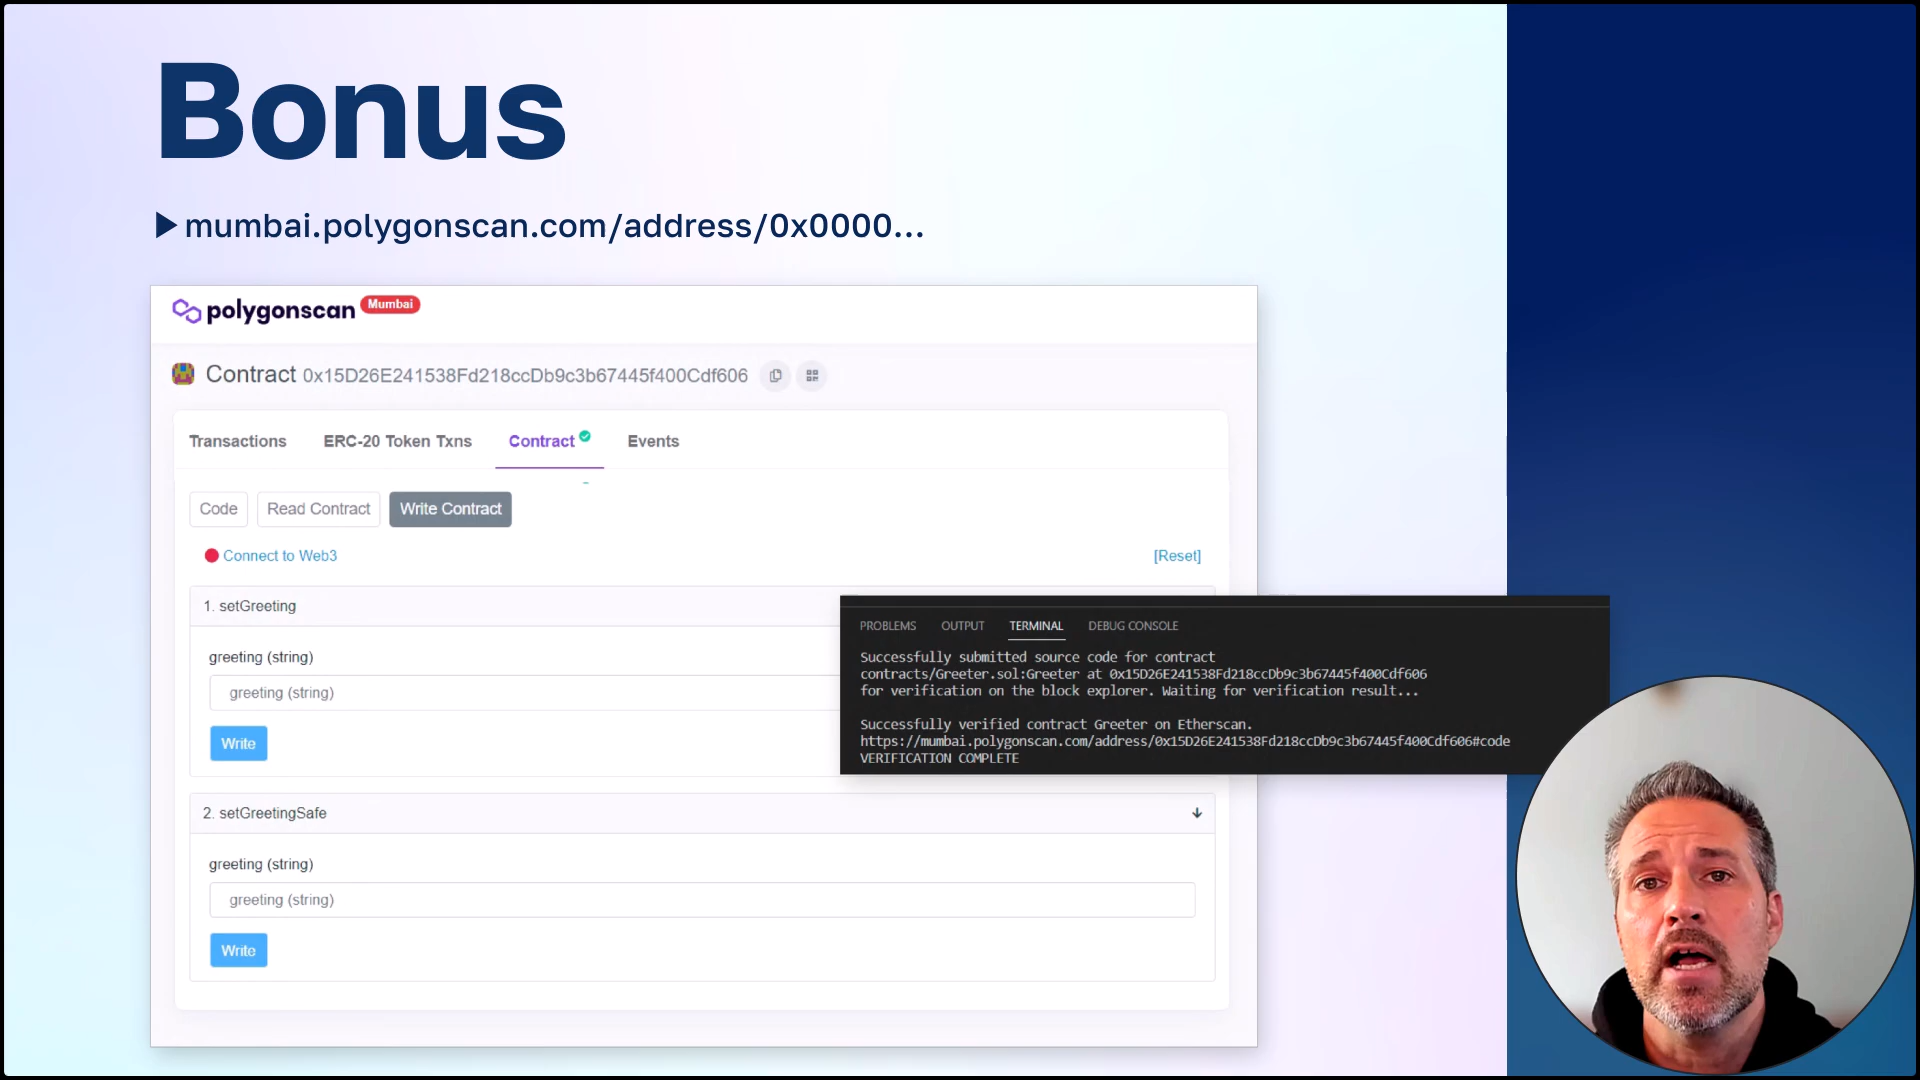 Bonus
mumbai.polygonscan.com/address/0x0000...
polygonscan Mumbai
Contract 0x15D26E241538Fd218ccDb9c3b67445f400Cdf606
Transactions ERC-20 Token Txns Contract Events
Code Read Contract Write Contract
Connect to Web3 [Reset]
1. setGreeting
greeting (string)
greeting (string)
Write
PROBLEMS OUTPUT TERMINAL DEBUG CONSOLE
Successfully submitted source code for contract
contracts/Greeter.sol:Greeter at 0x15D26E241538Fd218ccDb9c3b67445f400Cdf606
for verification on the block explorer. Waiting for verification result...
Successfully verified contract Greeter on Etherscan.
https://mumbai.polygonscan.com/address/0x15D26E241538Fd218ccDb9c3b67445f400Cdf606#code
VERIFICATION COMPLETE
2. setGreetingSafe
greeting (string)
greeting (string)
Write